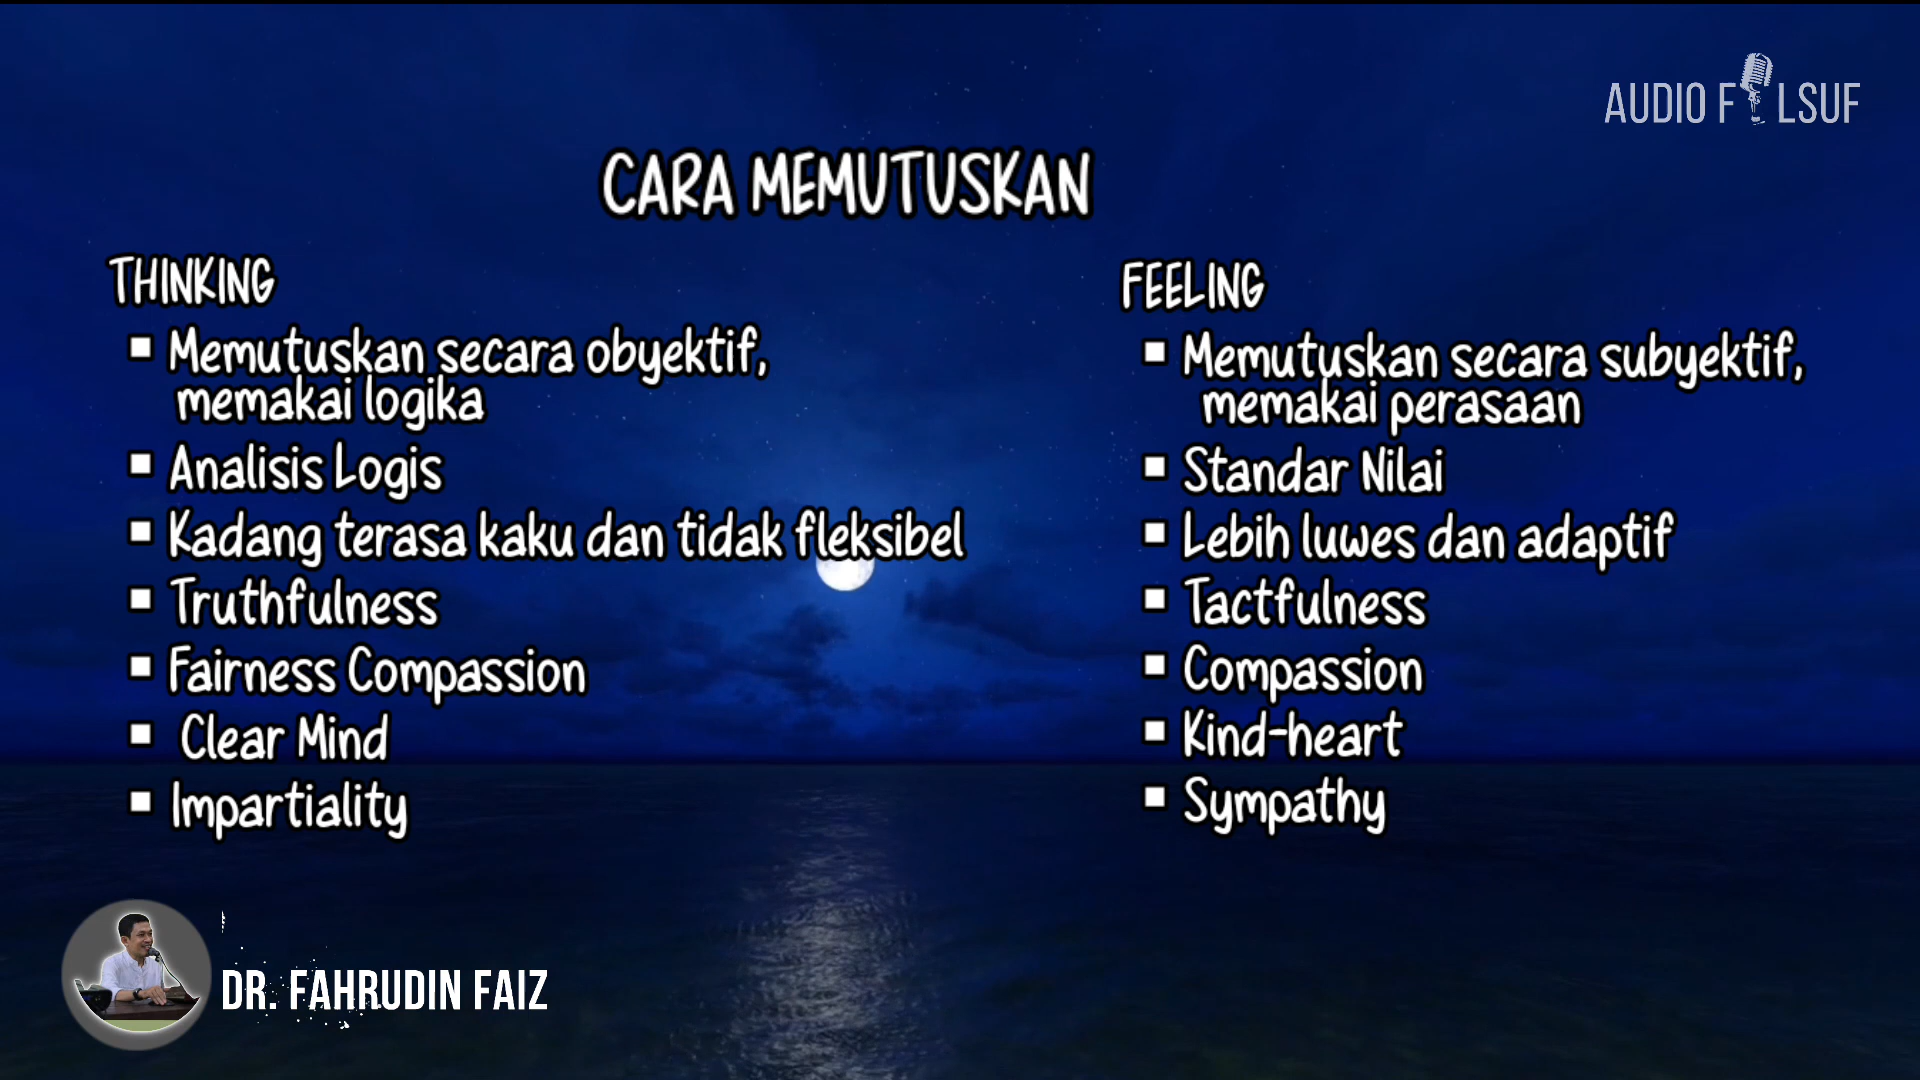 AUDIO FILSUF
CARA MEMUTUSKAN
THINKING
▪ Memutuskan secara obyektif,
memakai logika
▪ Analisis Logis
▪ Kadang terasa kaku dan tidak fleksibel
▪ Truthfulness
▪ Fairness Compassion
▪ Clear Mind
▪ Impartiality
FEELING
▪ Memutuskan secara subyektif,
memakai perasaan
▪ Standar Nilai
▪ Lebih luwes dan adaptif
▪ Tactfulness
▪ Compassion
▪ Kind-heart
▪ Sympathy
DR. FAHRUDIN FAIZ